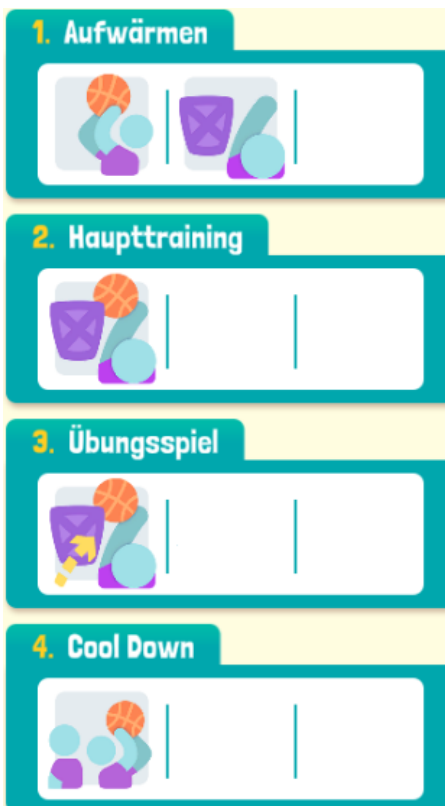 1. Aufwärmen
2. Haupttraining
3. Übungsspiel
4. Cool Down